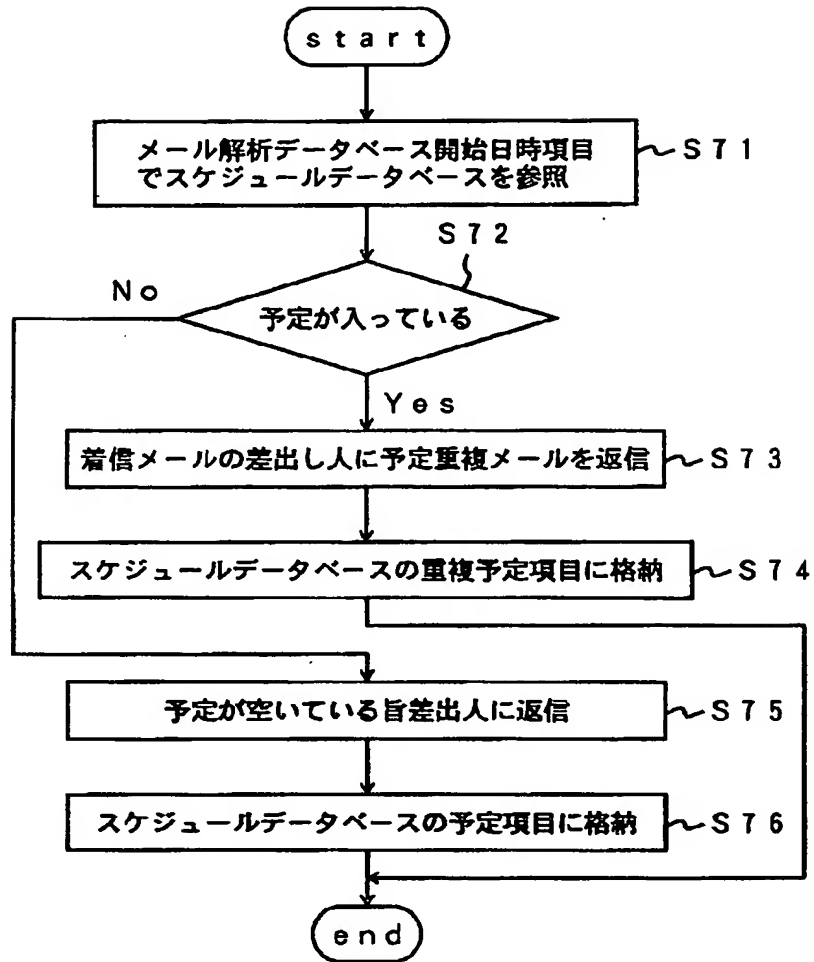 start
メール解析データベース開始日時項目
でスケジュールデータベースを参照
S71
S72
予定が入っている
No
Yes
着信メールの差出し人に予定重複メールを返信
S73
スケジュールデータベースの重複予定項目に格納
S74
予定が空いている旨差出人に返信
S75
スケジュールデータベースの予定項目に格納
S76
end